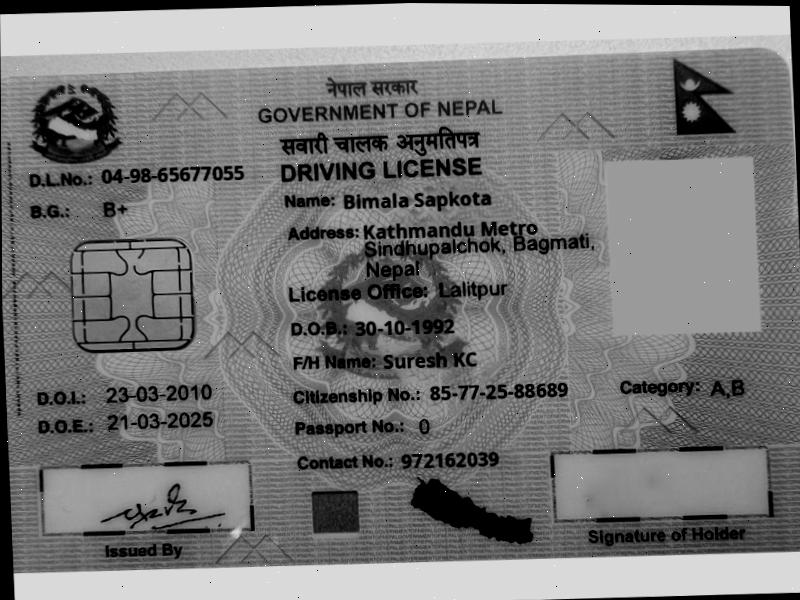 नेपाल सरकार
GOVERNMENT OF NEPAL
सवारी चालक अनुमतिपत्र
DRIVING LICENSE
D.L.No.: 04-98-65677055
B.G.: B+
Name: Bimala Sapkota
Address: Kathmandu Metro
Sindhupalchok, Bagmati,
Nepal
License Office: Lalitpur
D.O.B.: 30-10-1992
F/H Name: Suresh KC
D.O.I.: 23-03-2010
Citizenship No.: 85-77-25-88689
Category: A,B
D.O.E.: 21-03-2025
Passport No.: 0
Contact No.: 972162039
Issued By
Signature of Holder